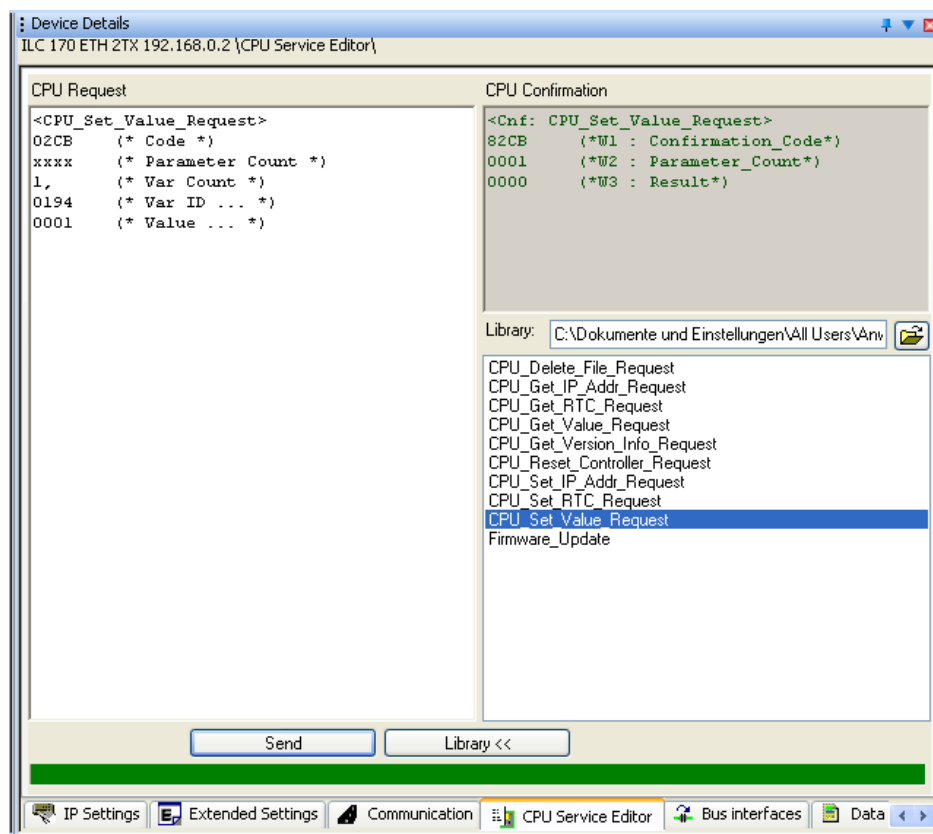 Device Details
ILC 170 ETH 2TX 192.168.0.2 \CPU Service Editor\
CPU Request
<CPU_Set_Value_Request>
02CB (* Code *)
xxxx (* Parameter Count *)
1, (* Var Count *)
0194 (* Var ID ... *)
0001 (* Value ... *)
CPU Confirmation
<Cnf: CPU_Set_Value_Request>
82CB (*W1 : Confirmation_Code*)
0001 (*W2 : Parameter_Count*)
0000 (*W3 : Result*)
Library: C:\Dokumente und Einstellungen\All Users\Anw
CPU_Delete_File_Request
CPU_Get_IP_Addr_Request
CPU_Get_RTC_Request
CPU_Get_Value_Request
CPU_Get_Version_Info_Request
CPU_Reset_Controller_Request
CPU_Set_IP_Addr_Request
CPU_Set_RTC_Request
CPU_Set_Value_Request
Firmware_Update
Send Library <<
IP Settings Extended Settings Communication CPU Service Editor Bus interfaces Data